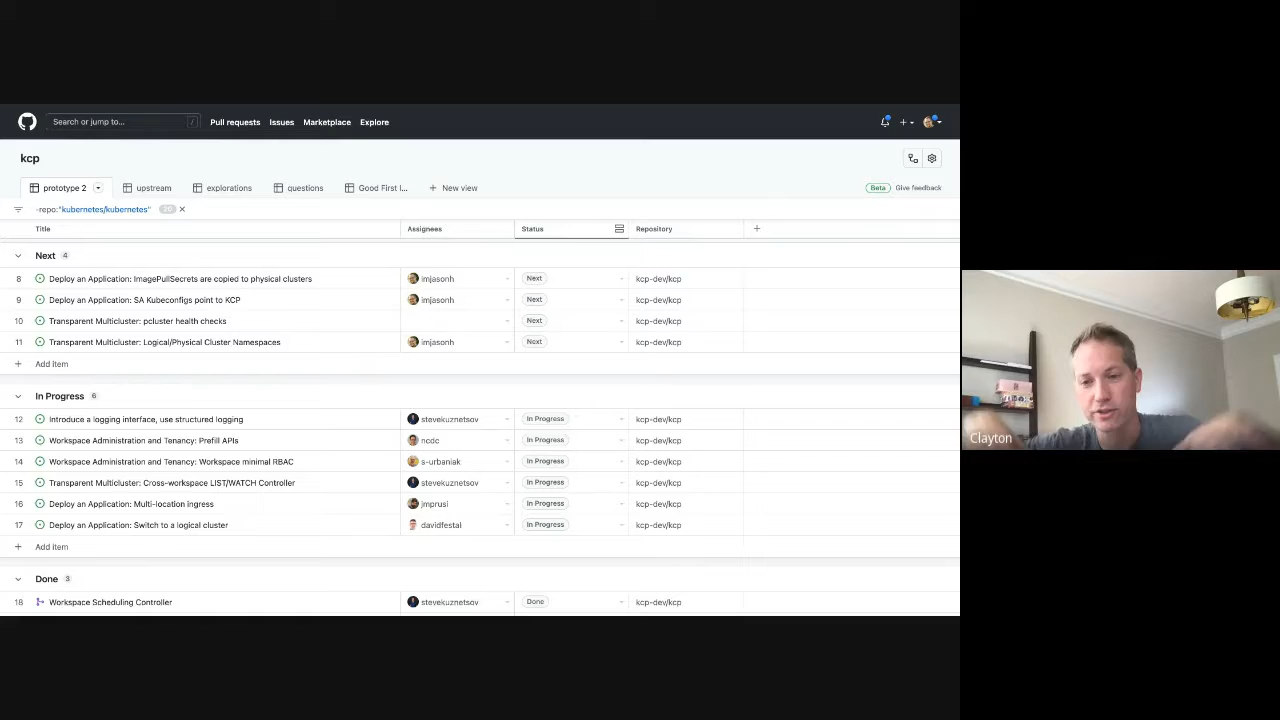 Search or jump to... / Pull requests Issues Marketplace Explore
kcp
prototype 2 upstream explorations questions Good First I... + New view Beta Give feedback
-repo:"kubernetes/kubernetes" 20
Title Assignees Status Repository
Next 4
8 Deploy an Application: ImagePullSecrets are copied to physical clusters imjasonh Next kcp-dev/kcp
9 Deploy an Application: SA Kubeconfigs point to KCP imjasonh Next kcp-dev/kcp
10 Transparent Multicluster: pcluster health checks Next kcp-dev/kcp
11 Transparent Multicluster: Logical/Physical Cluster Namespaces imjasonh Next kcp-dev/kcp
+ Add item
In Progress 6
12 Introduce a logging interface, use structured logging stevekuznetsov In Progress kcp-dev/kcp
13 Workspace Administration and Tenancy: Prefill APIs ncdc In Progress kcp-dev/kcp
14 Workspace Administration and Tenancy: Workspace minimal RBAC s-urbaniak In Progress kcp-dev/kcp
15 Transparent Multicluster: Cross-workspace LIST/WATCH Controller stevekuznetsov In Progress kcp-dev/kcp
16 Deploy an Application: Multi-location ingress jmprusi In Progress kcp-dev/kcp
17 Deploy an Application: Switch to a logical cluster davidfestal In Progress kcp-dev/kcp
+ Add item
Done 3
18 Workspace Scheduling Controller stevekuznetsov Done kcp-dev/kcp
Clayton